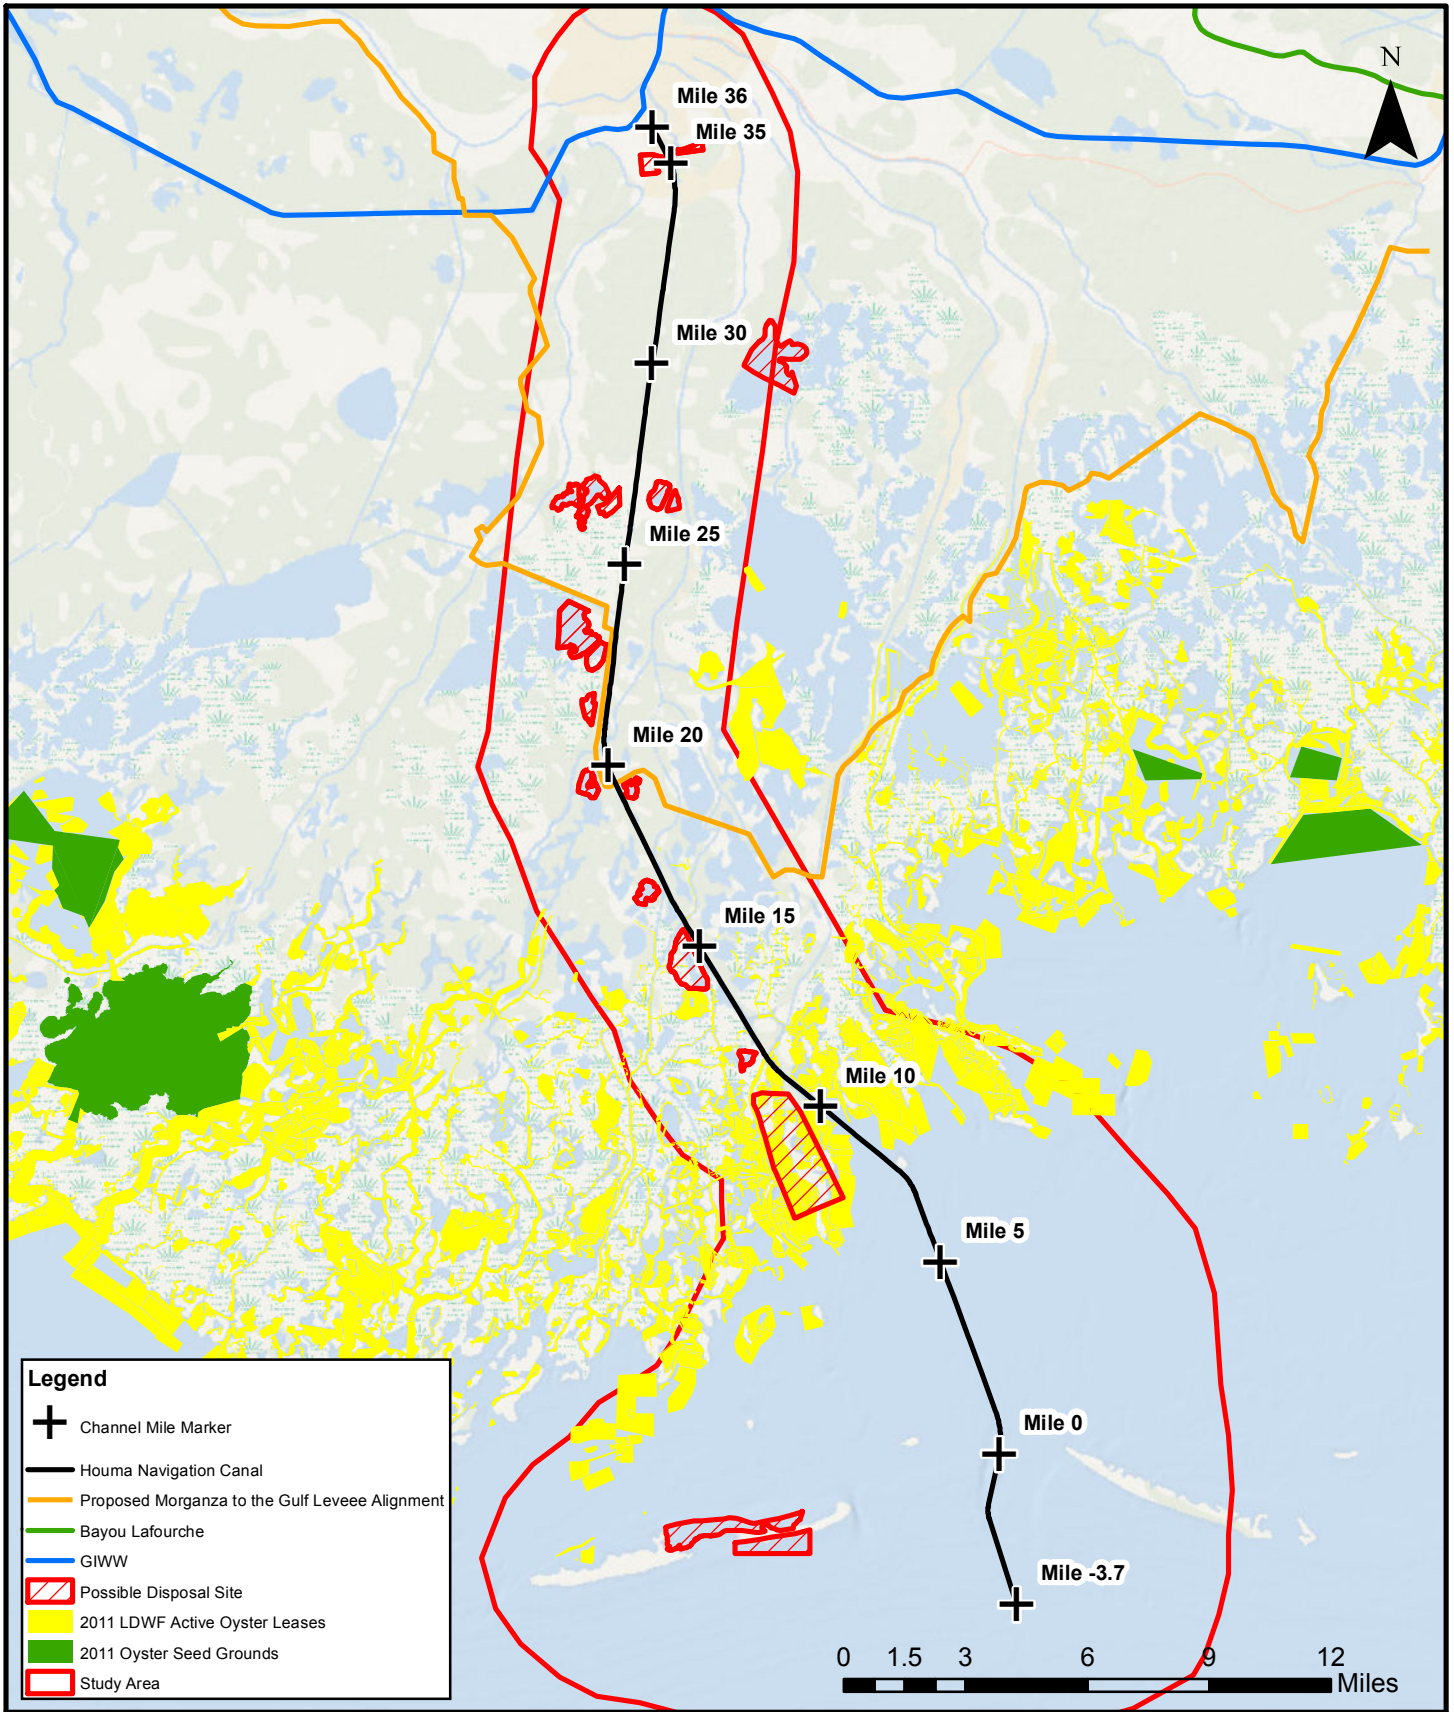 N
Mile 36
Mile 35
Mile 30
Mile 25
Mile 20
Mile 15
Mile 10
Mile 5
Mile 0
Mile -3.7
Legend
Channel Mile Marker
Houma Navigation Canal
Proposed Morganza to the Gulf Leveee Alignment
Bayou Lafourche
GIWW
Possible Disposal Site
2011 LDWF Active Oyster Leases
2011 Oyster Seed Grounds
Study Area
0 1.5 3 6 9 12
Miles